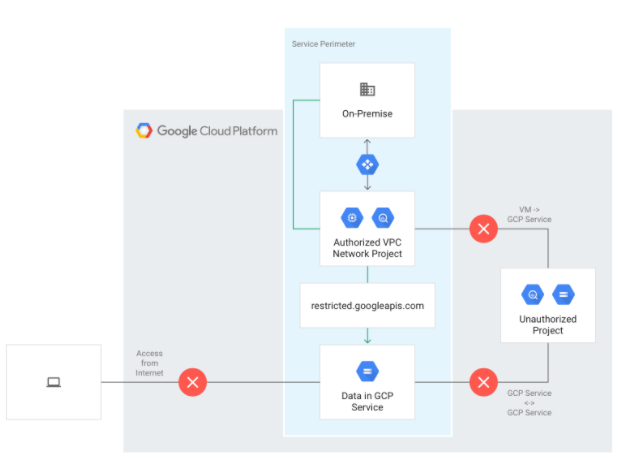 Service Perimeter
On-Premise
Google Cloud Platform
VM ->
GCP Service
Authorized VPC
Network Project
restricted.googleapis.com
Unauthorized
Project
Access
from
Internet
Data in GCP
Service
GCP Service
<->
GCP Service